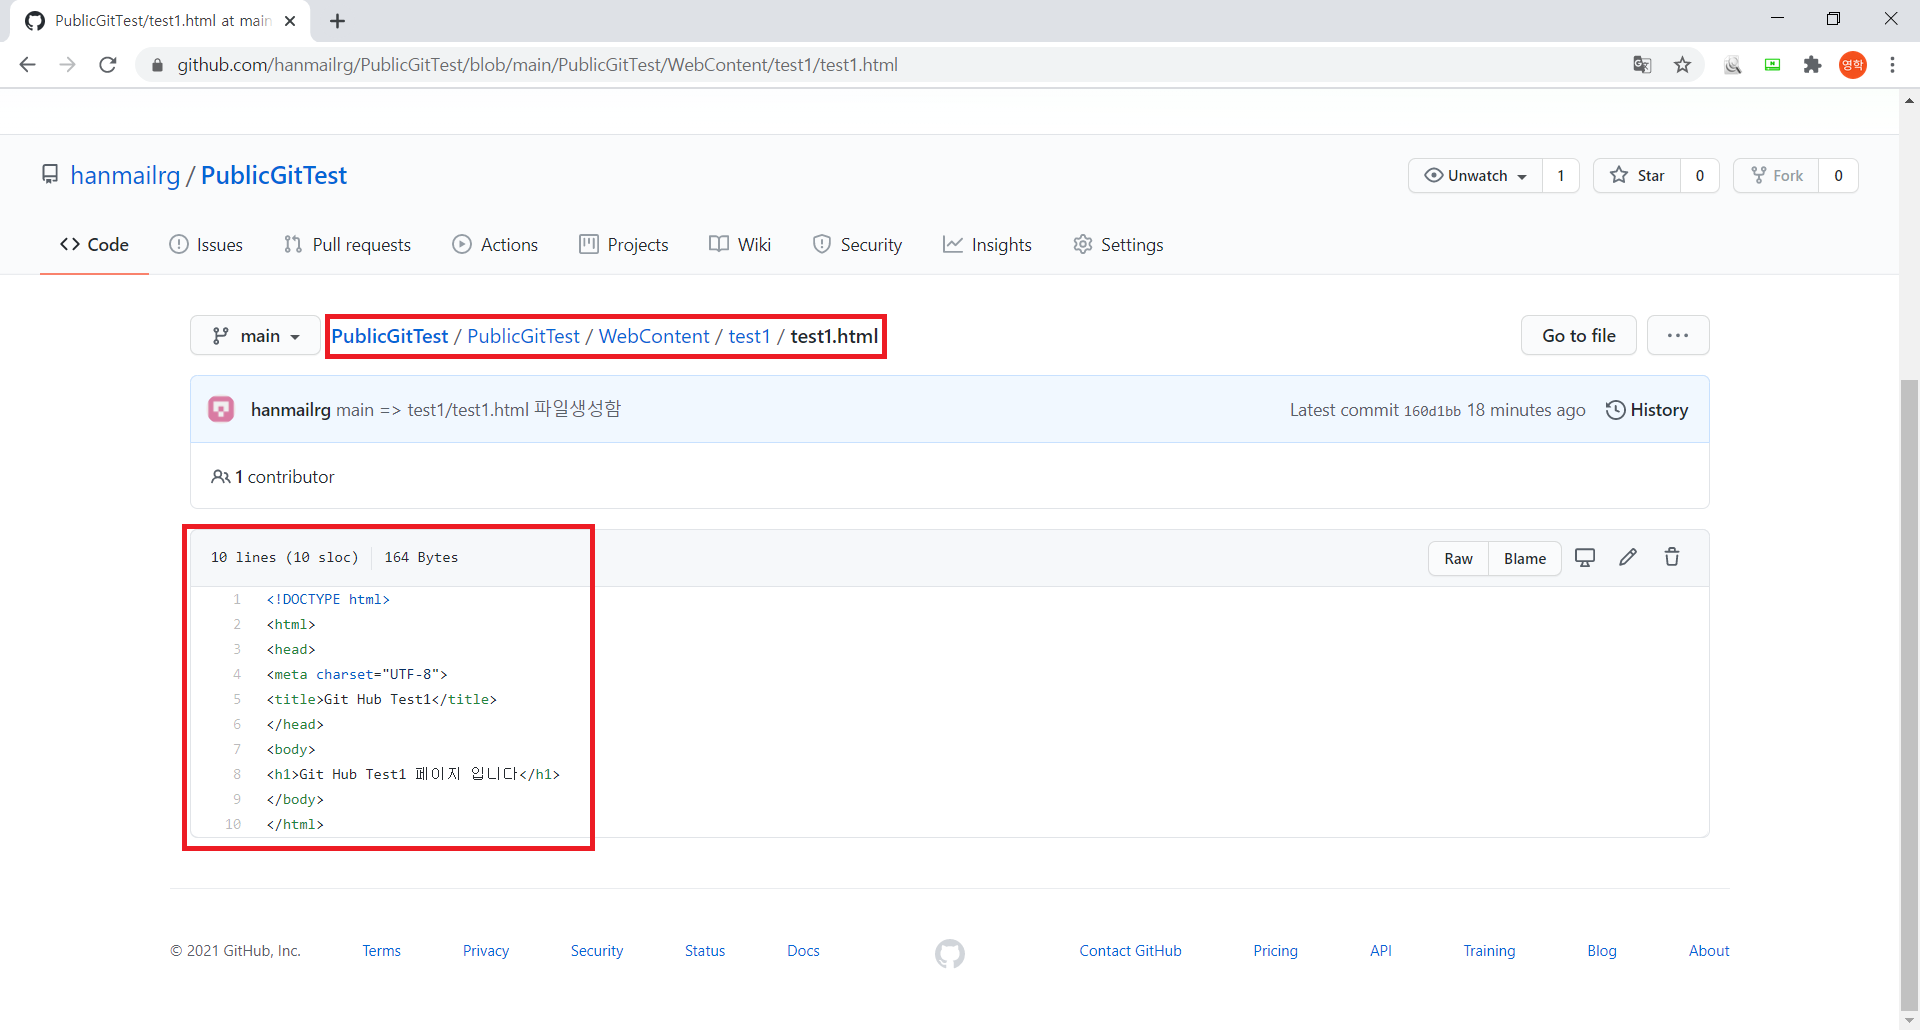 PublicGitTest/test1.html at main
github.com/hanmailrg/PublicGitTest/blob/main/PublicGitTest/WebContent/test1/test1.html
영학
hanmailrg / PublicGitTest
Unwatch 1 Star 0 Fork 0
Code Issues Pull requests Actions Projects Wiki Security Insights Settings
main PublicGitTest / PublicGitTest / WebContent / test1 / test1.html Go to file ...
hanmailrg main => test1/test1.html 파일생성함 Latest commit 160d1bb 18 minutes ago History
1 contributor
10 lines (10 sloc) 164 Bytes Raw Blame
1 <!DOCTYPE html>
2 <html>
3 <head>
4 <meta charset="UTF-8">
5 <title>Git Hub Test1</title>
6 </head>
7 <body>
8 <h1>Git Hub Test1 페이지 입니다</h1>
9 </body>
10 </html>
© 2021 GitHub, Inc. Terms Privacy Security Status Docs Contact GitHub Pricing API Training Blog About